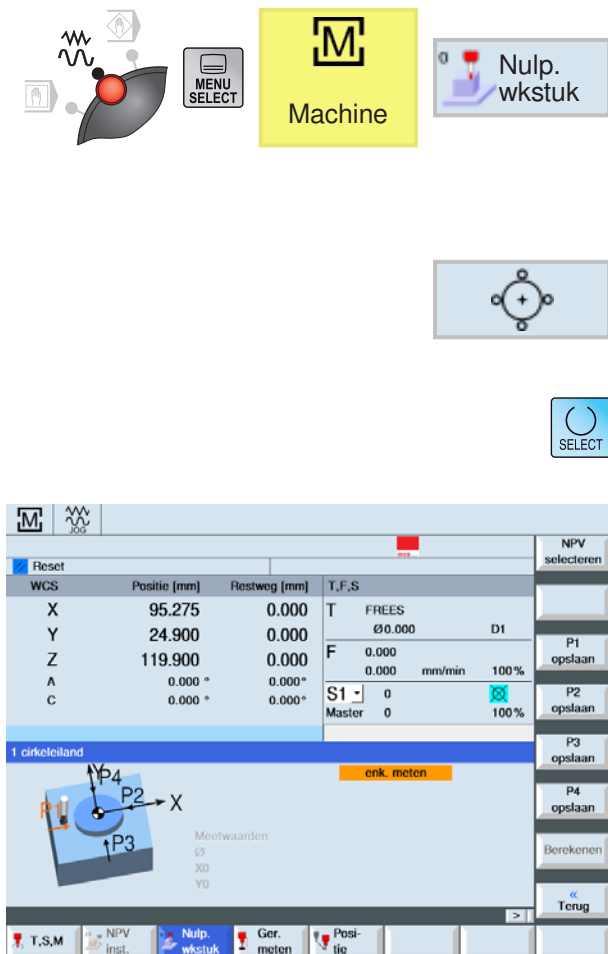 MENU
SELECT
M
Machine
Nulp.
wkstuk
SELECT
M
JOG
NPV
selecteren
Reset
WCS Positie [mm] Restweg [mm] T,F,S
X 95.275 0.000 T FREES
Ø0.000 D1
Y 24.900 0.000
Z 119.900 0.000 F 0.000
0.000 mm/min 100%
A 0.000 ° 0.000°
C 0.000 ° 0.000°
S1 0
Master 0 100%
P1
opslaan
P2
opslaan
P3
opslaan
P4
opslaan
Berekenen
«
Terug
1 cirkeleiland
enk. meten
Y
P4
P2
X
P1
P3
Meetwaarden
Ø
X0
Y0
>
T,S,M
NPV
inst.
Nulp.
wkstuk
Ger.
meten
Posi-
tie